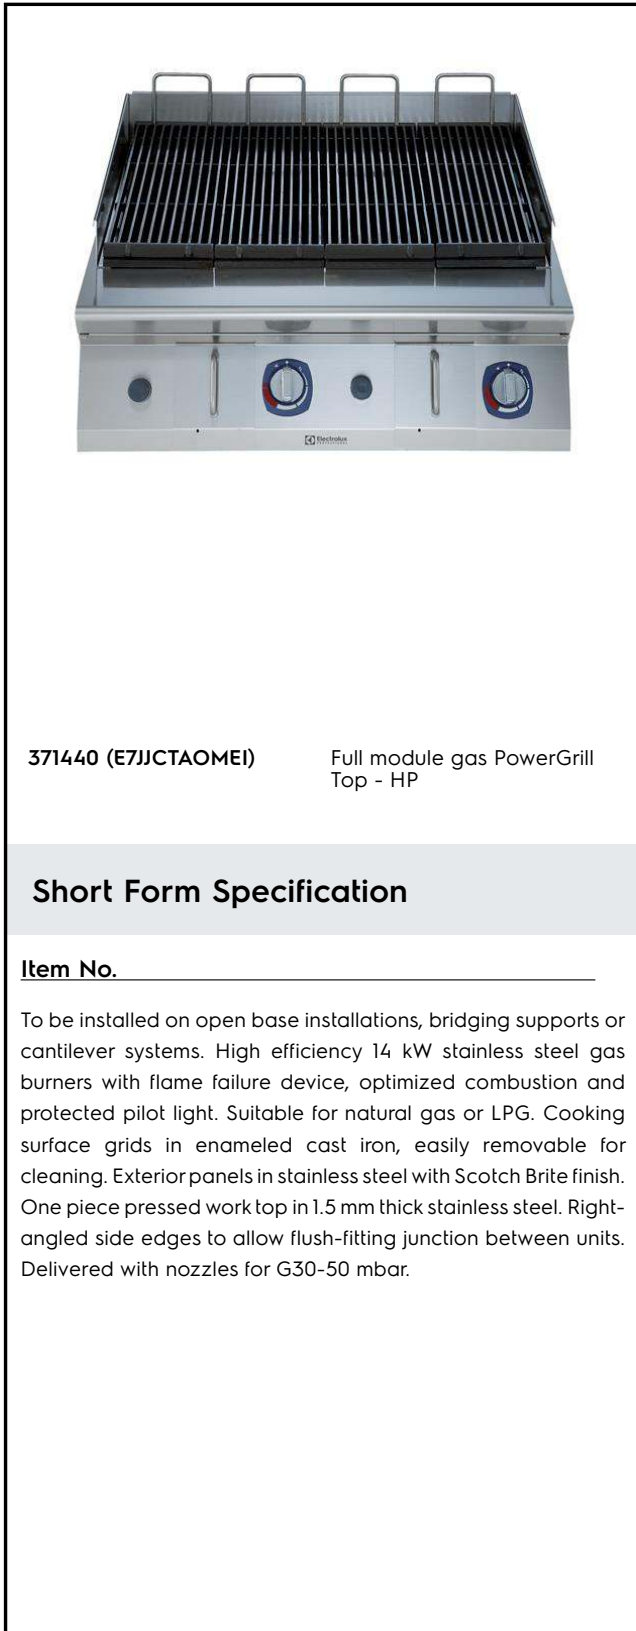 Electrolux
PROFESSIONAL
371440 (E7JJCTAOMEI)
Full module gas PowerGrill
Top - HP
Short Form Specification
Item No.
To be installed on open base installations, bridging supports or
cantilever systems. High efficiency 14 kW stainless steel gas
burners with flame failure device, optimized combustion and
protected pilot light. Suitable for natural gas or LPG. Cooking
surface grids in enameled cast iron, easily removable for
cleaning. Exterior panels in stainless steel with Scotch Brite finish.
One piece pressed work top in 1.5 mm thick stainless steel. Right-
angled side edges to allow flush-fitting junction between units.
Delivered with nozzles for G30-50 mbar.